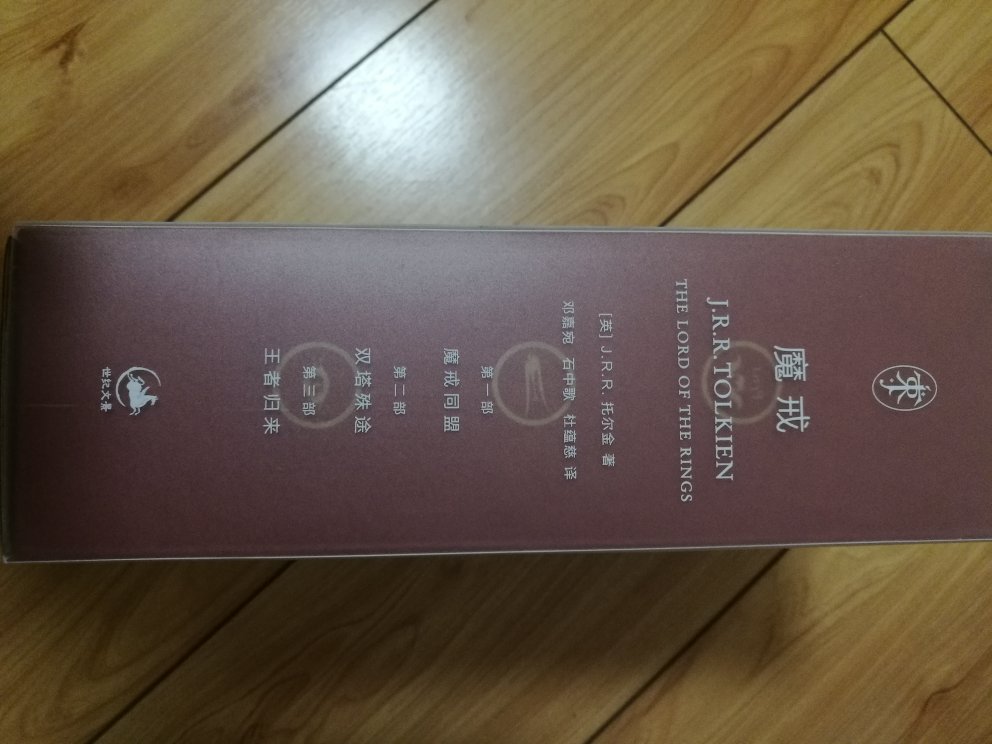 魔戒
J.R.R.TOLKIEN
THE LORD OF THE RINGS
[英] J.R.R. 托尔金 著
邓嘉宛 石中歌 杜蕴慈 译
第一部
魔戒同盟
第二部
双塔殊途
第三部
王者归来
世纪文景